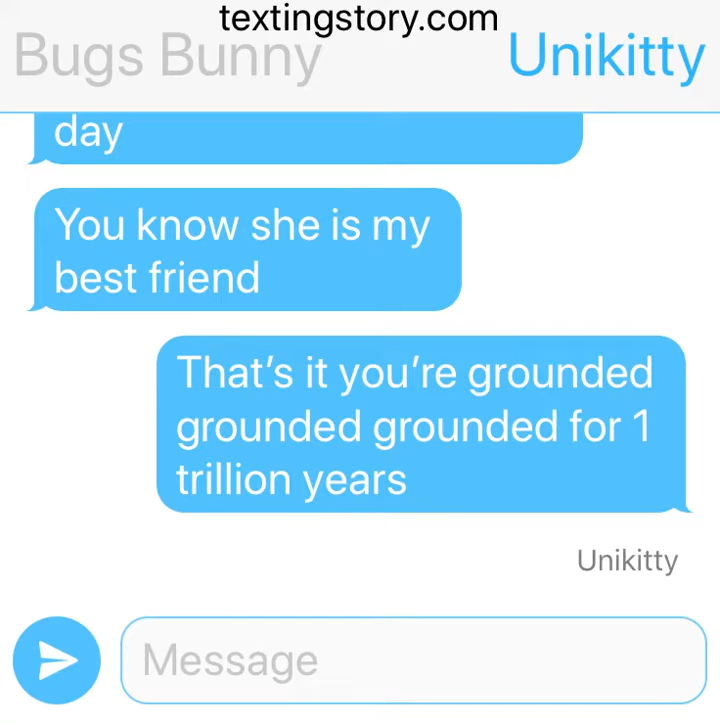 textingstory.com
Bugs Bunny Unikitty
day
You know she is my
best friend
That’s it you’re grounded
grounded grounded for 1
trillion years
Unikitty
Message